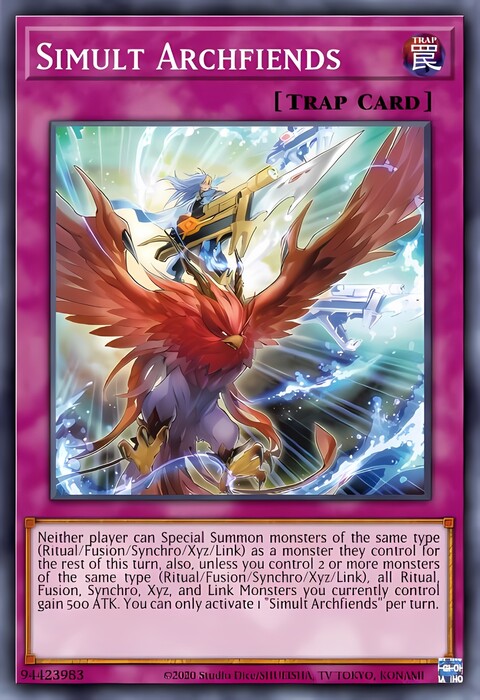 SIMULT ARCHFIENDS
TRAP
罠
[TRAP CARD]
Neither player can Special Summon monsters of the same type
(Ritual/Fusion/Synchro/Xyz/Link) as a monster they control for
the rest of this turn, also, unless you control 2 or more monsters
of the same type (Ritual/Fusion/Synchro/Xyz/Link), all Ritual,
Fusion, Synchro, Xyz, and Link Monsters you currently control
gain 500 ATK. You can only activate 1 "Simult Archfiends" per turn.
94423983
©2020 Studio Dice/SHUEISHA, TV TOKYO, KONAMI